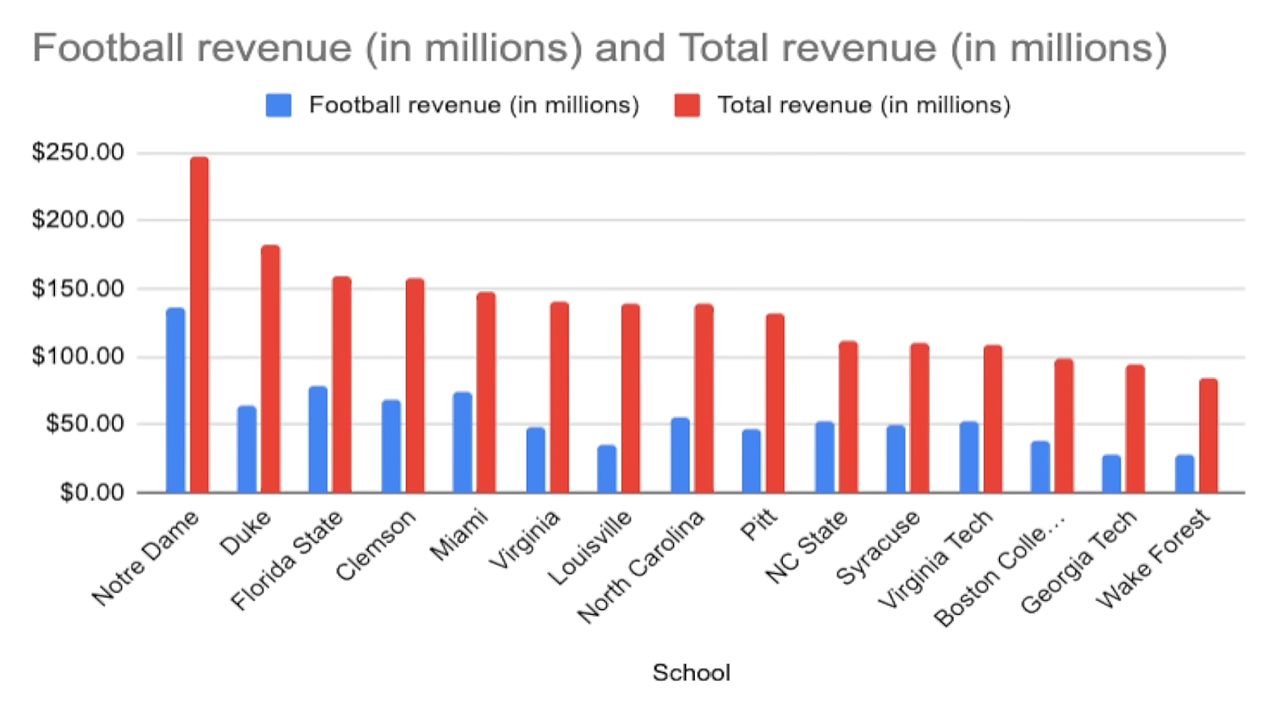 Football revenue (in millions) and Total revenue (in millions)
Football revenue (in millions)
Total revenue (in millions)
$250.00
$200.00
$150.00
$100.00
$50.00
$0.00
Notre Dame
Duke
Florida State
Clemson
Miami
Virginia
Louisville
North Carolina
Pitt
NC State
Syracuse
Virginia Tech
Boston Colle...
Georgia Tech
Wake Forest
School